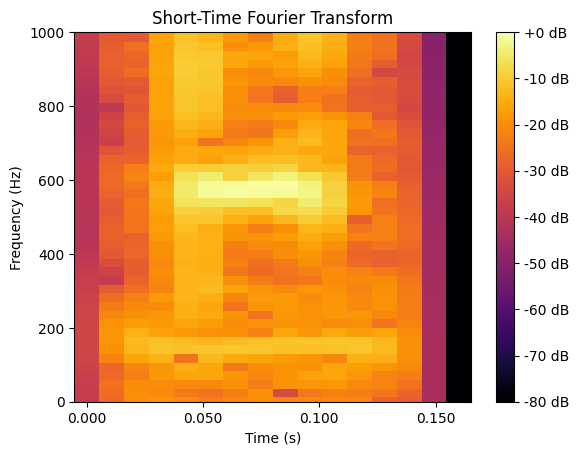 Short-Time Fourier Transform
1000
800
600
400
200
0
Frequency (Hz)
0.000
0.050
0.100
0.150
Time (s)
+0 dB
-10 dB
-20 dB
-30 dB
-40 dB
-50 dB
-60 dB
-70 dB
-80 dB